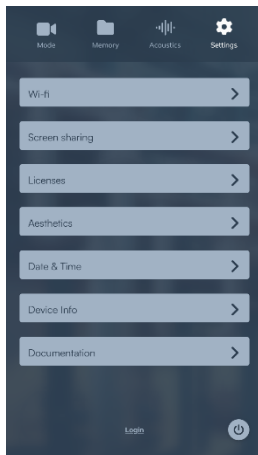 Mode
Memory
Acoustics
Settings
Wi-fi
Screen sharing
Licenses
Aesthetics
Date & Time
Device Info
Documentation
Login